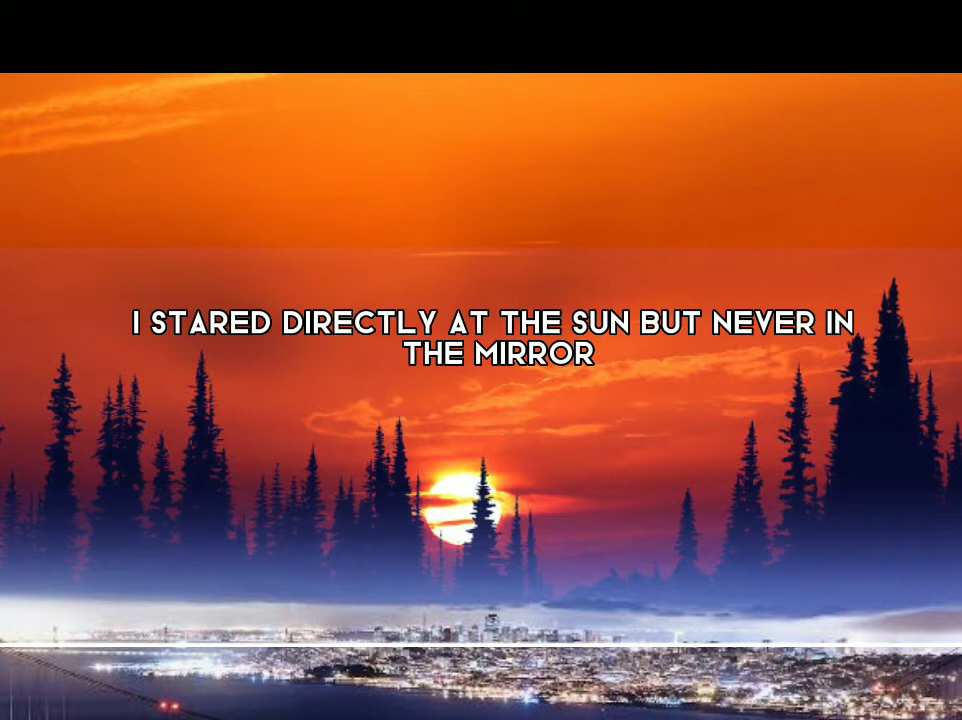 I STARED DIRECTLY AT THE SUN BUT NEVER IN
THE MIRROR